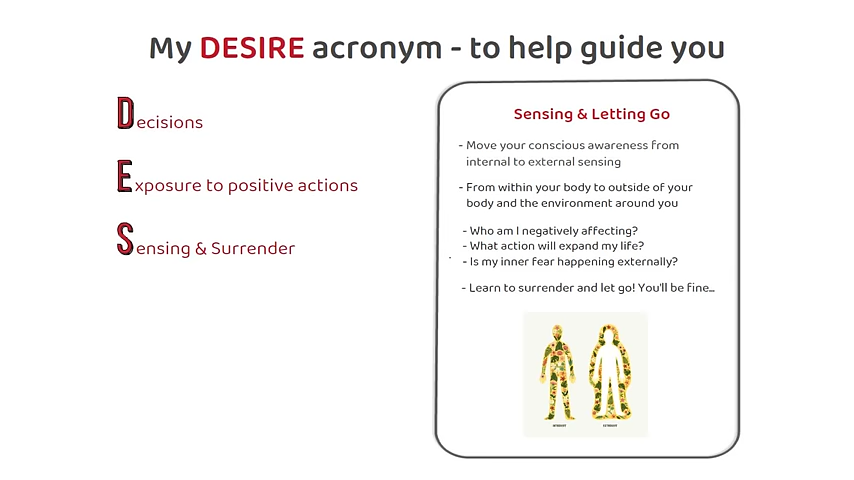 My DESIRE acronym - to help guide you
Decisions
Exposure to positive actions
Sensing & Surrender
Sensing & Letting Go
- Move your conscious awareness from
internal to external sensing
- From within your body to outside of your
body and the environment around you
- Who am I negatively affecting?
- What action will expand my life?
- Is my inner fear happening externally?
- Learn to surrender and let go! You'll be fine...